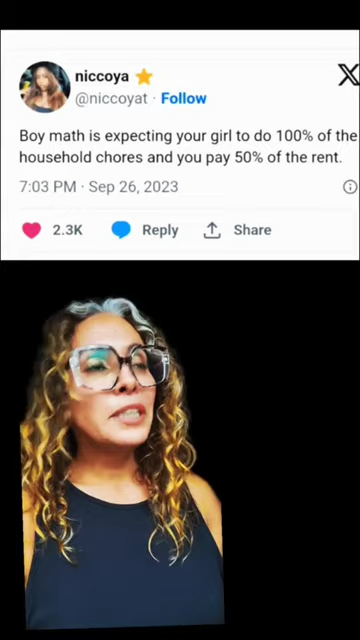 niccoya ⭐
@niccoyat · Follow
Boy math is expecting your girl to do 100% of the
household chores and you pay 50% of the rent.
7:03 PM · Sep 26, 2023
2.3K Reply Share